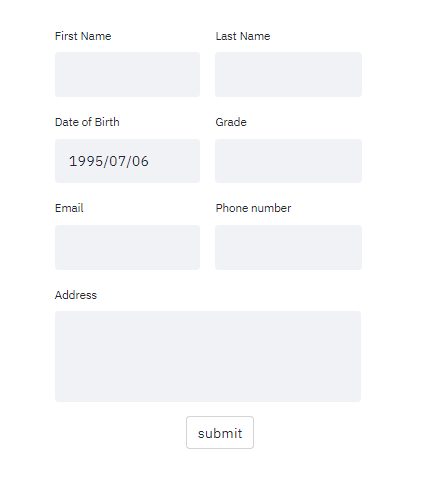 First Name Last Name
Date of Birth Grade
1995/07/06
Email Phone number
Address
submit